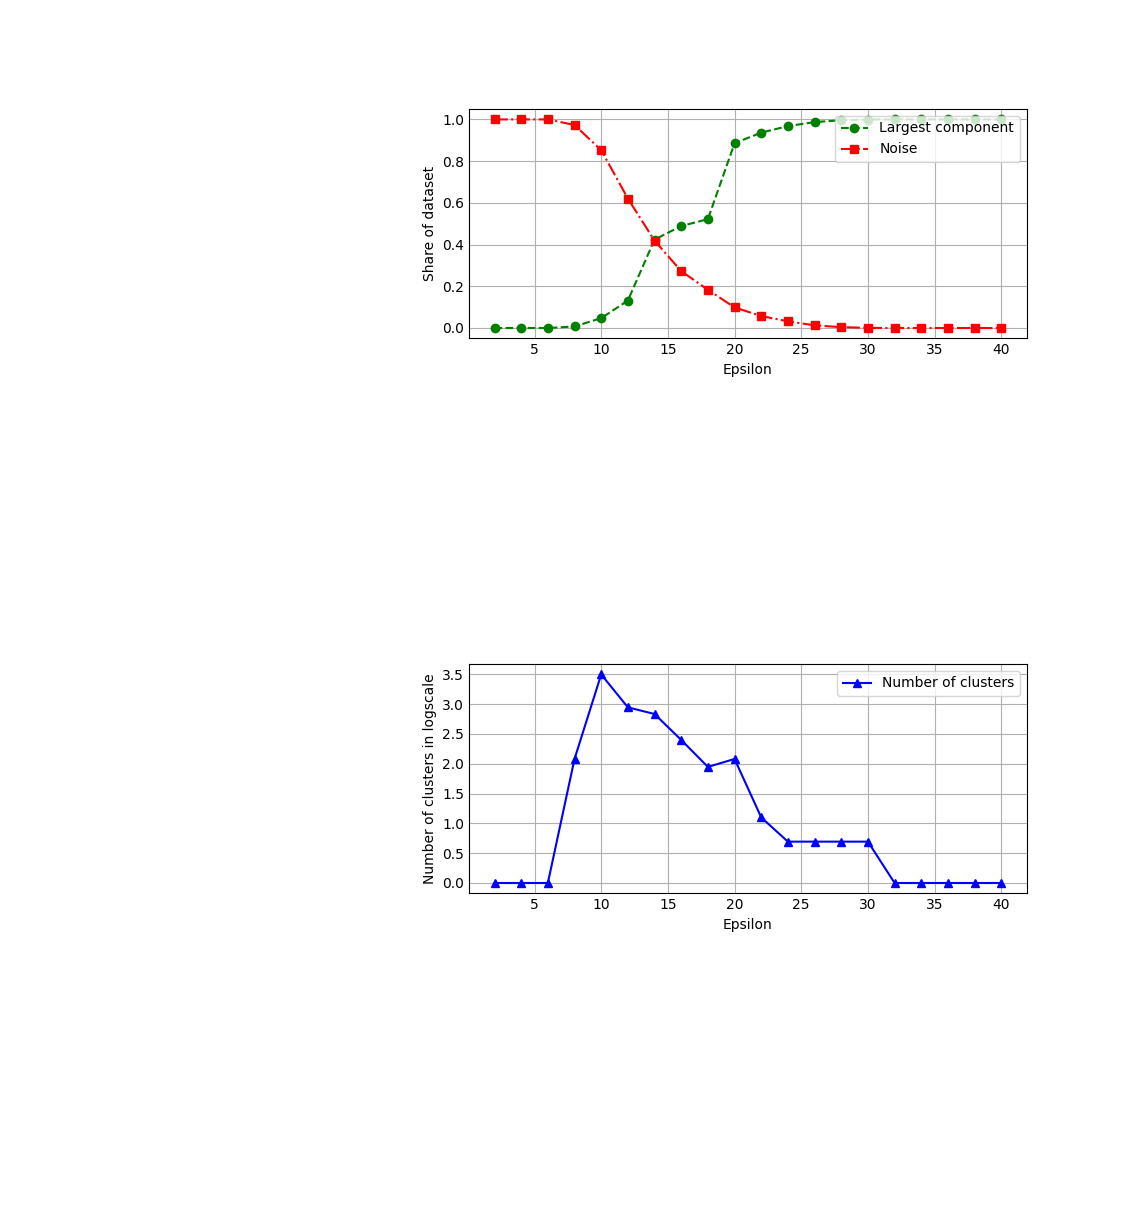 1.0
0.8
0.6
0.4
0.2
0.0
Share of dataset
Largest component
Noise
5 10 15 20 25 30 35 40
Epsilon
3.5
3.0
2.5
2.0
1.5
1.0
0.5
0.0
Number of clusters in logscale
Number of clusters
5 10 15 20 25 30 35 40
Epsilon